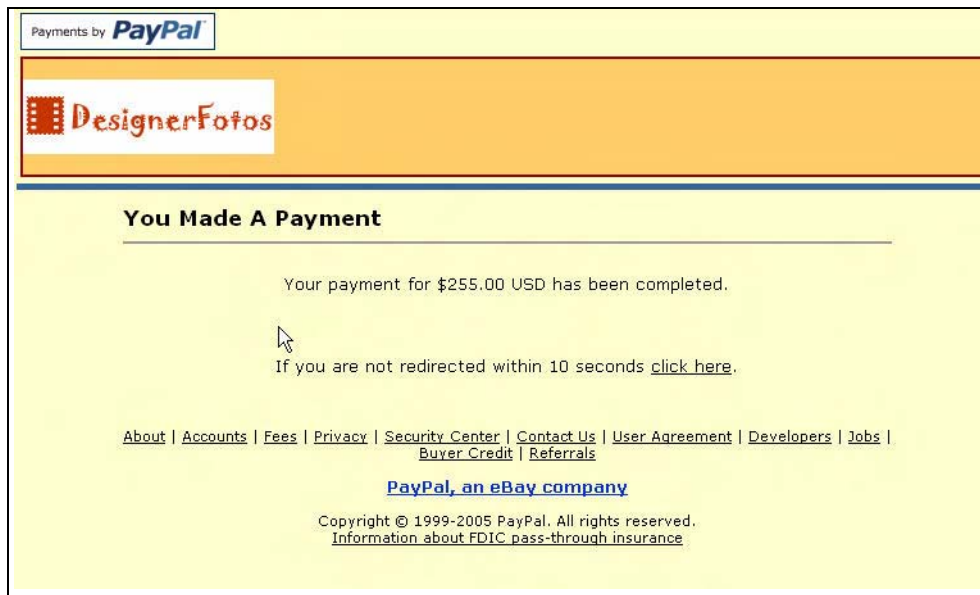 Payments by PayPal
DesignerFotos
You Made A Payment
Your payment for $255.00 USD has been completed.
If you are not redirected within 10 seconds click here.
About | Accounts | Fees | Privacy | Security Center | Contact Us | User Agreement | Developers | Jobs |
Buyer Credit | Referrals
PayPal, an eBay company
Copyright © 1999-2005 PayPal. All rights reserved.
Information about FDIC pass-through insurance